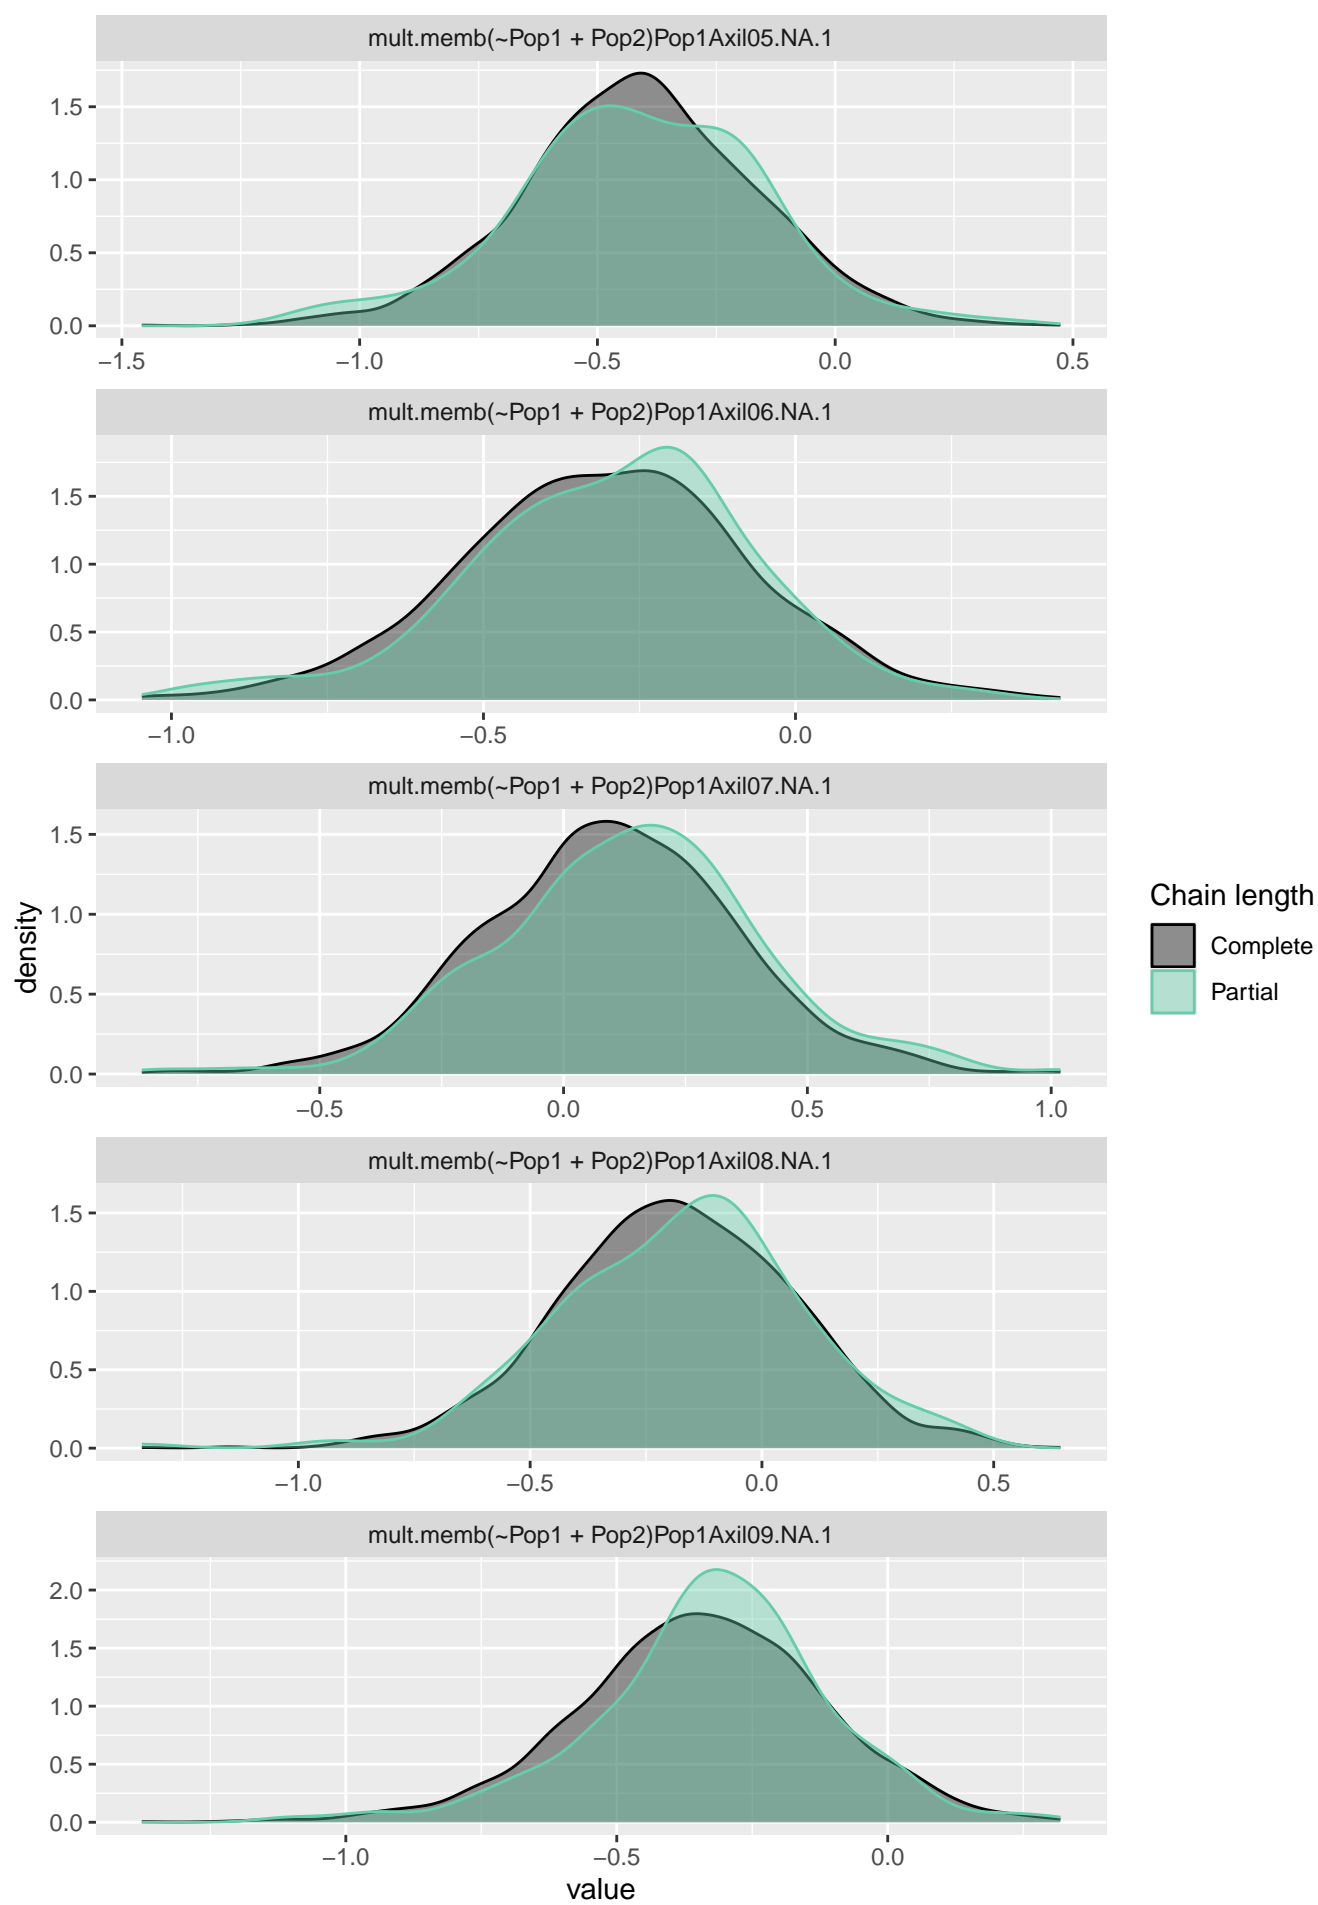 mult.memb(~Pop1 + Pop2)Pop1Axil05.NA.1
1.5
1.0
0.5
0.0
−1.5 −1.0 −0.5 0.0 0.5
mult.memb(~Pop1 + Pop2)Pop1Axil06.NA.1
1.5
1.0
0.5
0.0
−1.0 −0.5 0.0
mult.memb(~Pop1 + Pop2)Pop1Axil07.NA.1
1.5
1.0
0.5
0.0
−0.5 0.0 0.5 1.0
mult.memb(~Pop1 + Pop2)Pop1Axil08.NA.1
1.5
1.0
0.5
0.0
−1.0 −0.5 0.0 0.5
mult.memb(~Pop1 + Pop2)Pop1Axil09.NA.1
2.0
1.5
1.0
0.5
0.0
−1.0 −0.5 0.0
value
density
Chain length
Complete
Partial